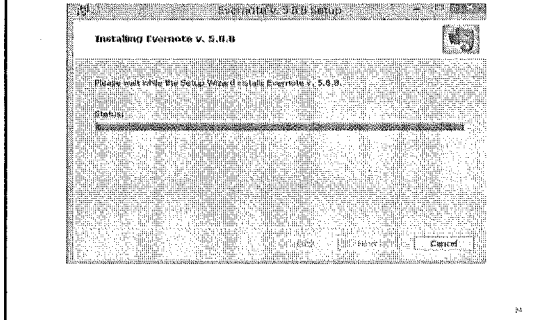 Evernote v. 5.8.8 Setup
Installing Evernote v. 5.8.8
Please wait while the Setup Wizard installs Evernote v. 5.8.8.
Status:
Back Next Cancel